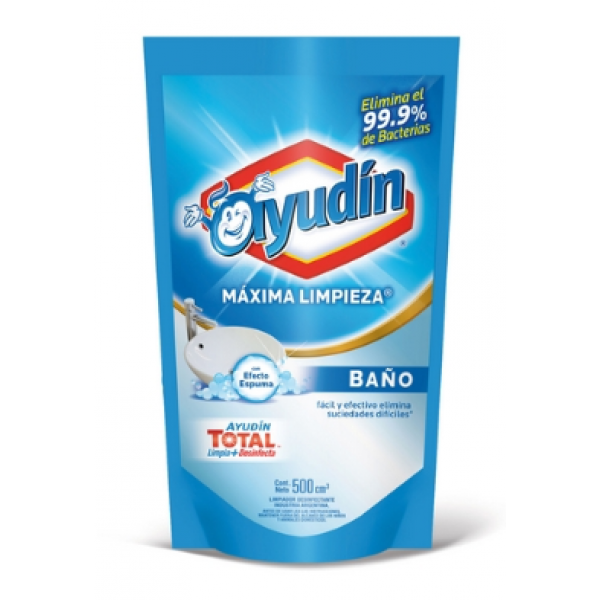 Elimina el
99.9%
de Bacterias
Ayudín
MÁXIMA LIMPIEZA®
con
Efecto
Espuma
BAÑO
fácil y efectivo elimina
suciedades difíciles*
AYUDÍN
TOTAL
Limpia+Desinfecta
Cont.
Neto 500 cm³
LIMPIADOR DESINFECTANTE
INDUSTRIA ARGENTINA.